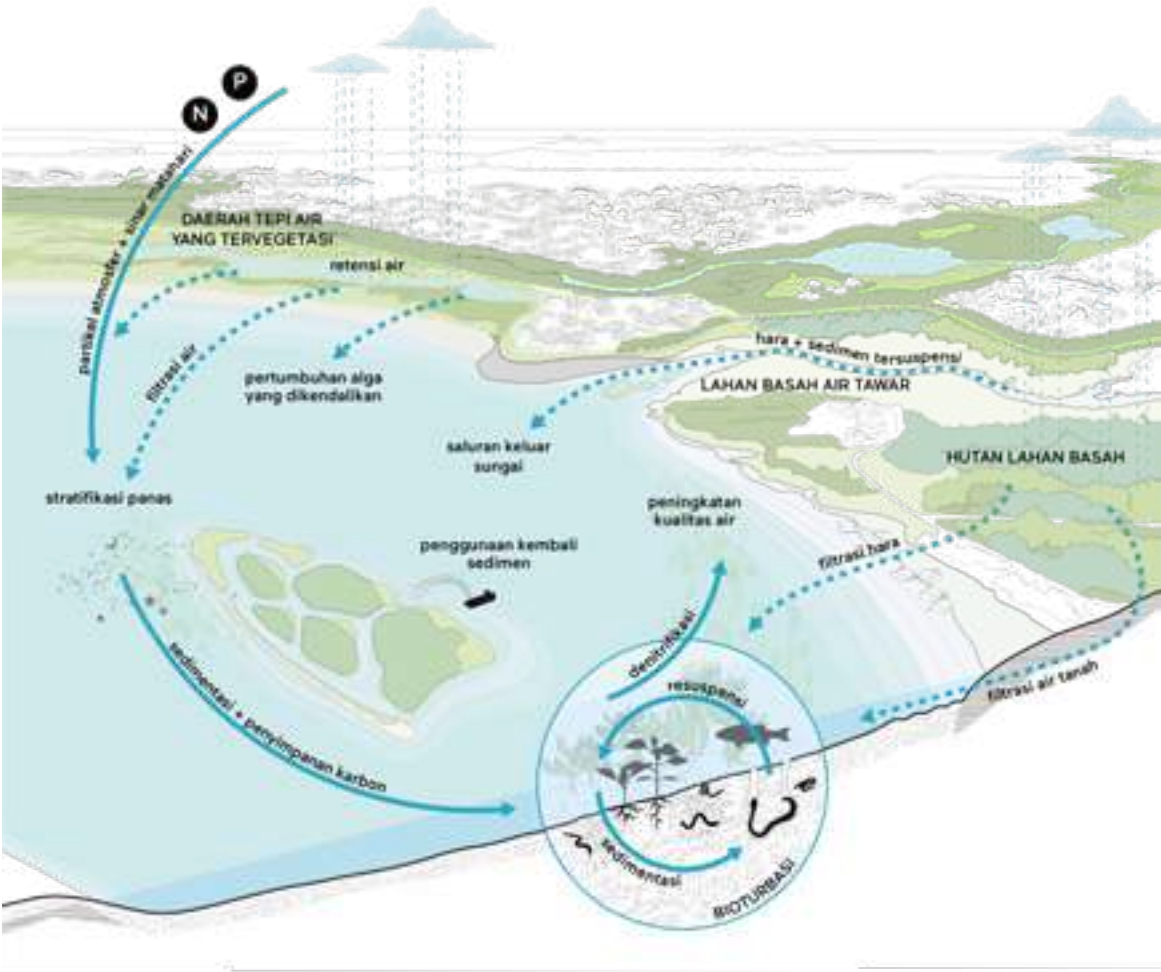 N
P
partikal atmosfer + sinar matahari
DAERAH TEPI AIR
YANG TERVEGETASI
retensi air
filtrasi air
pertumbuhan alga
yang dikendalikan
hara + sedimen tersuspensi
LAHAN BASAH AIR TAWAR
saluran keluar
sungai
HUTAN LAHAN BASAH
stratifikasi panas
peningkatan
kualitas air
penggunaan kembali
sedimen
filtrasi hara
denitrifikasi
resuspensi
filtrasi air tanah
sedimentasi + penyimpanan karbon
sedimentasi
BIOTURBASI